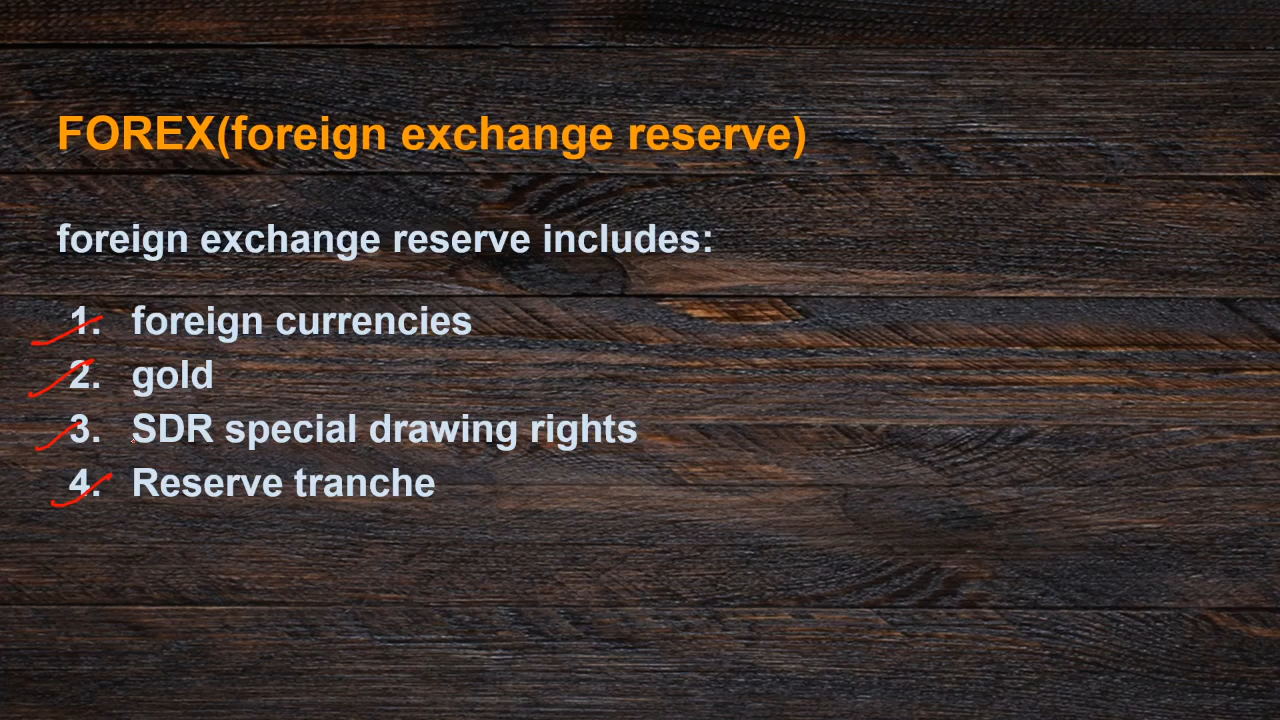 FOREX(foreign exchange reserve)
foreign exchange reserve includes:
1. foreign currencies
2. gold
3. SDR special drawing rights
4. Reserve tranche